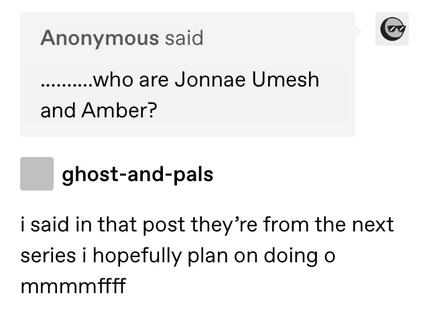 Anonymous said
..........who are Jonnae Umesh
and Amber?
ghost-and-pals
i said in that post they’re from the next
series i hopefully plan on doing o
mmmmffff